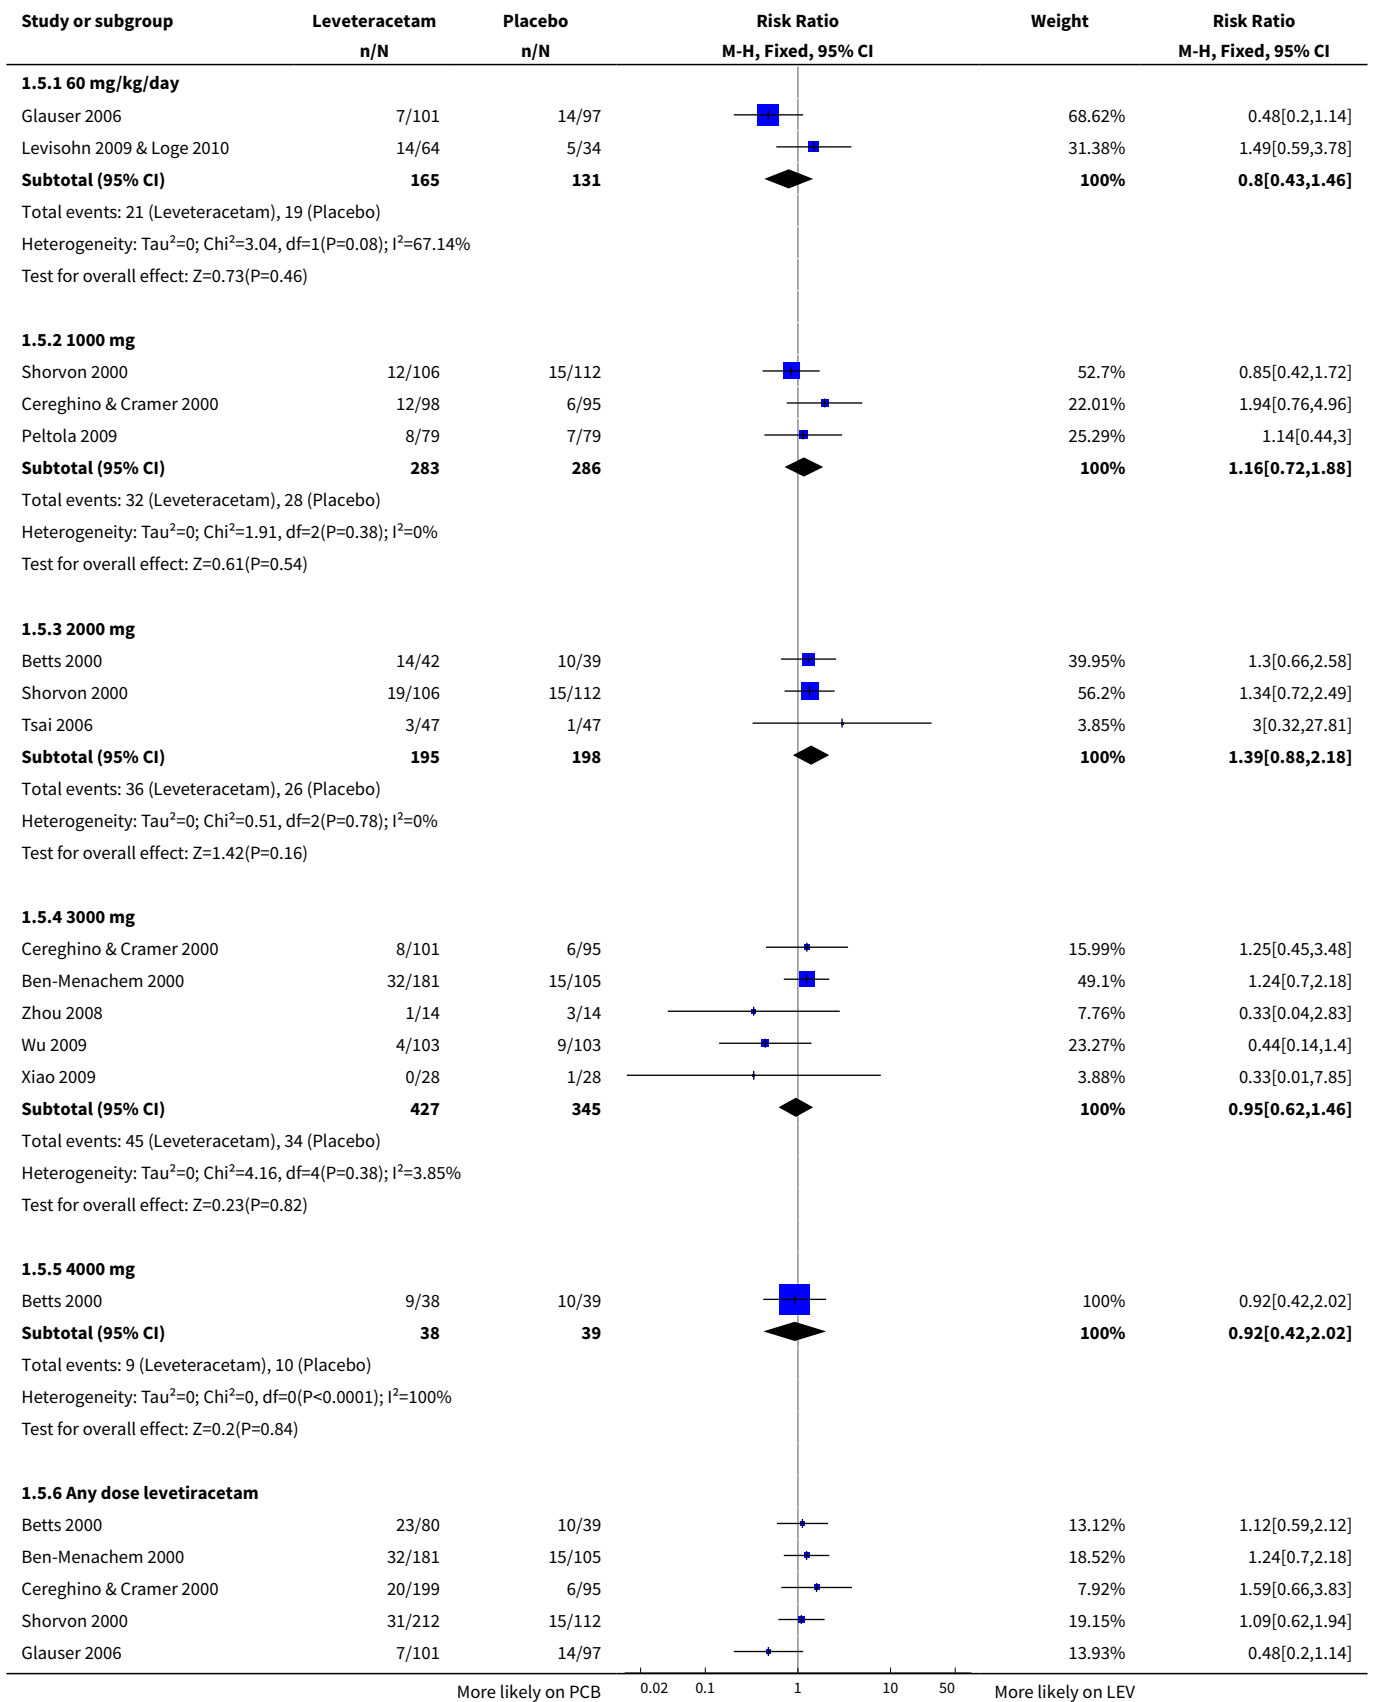 Study or subgroup Leveteracetam Placebo Risk Ratio Weight Risk Ratio
n/N n/N M-H, Fixed, 95% CI M-H, Fixed, 95% CI
1.5.1 60 mg/kg/day
Glauser 2006 7/101 14/97 68.62% 0.48[0.2,1.14]
Levisohn 2009 & Loge 2010 14/64 5/34 31.38% 1.49[0.59,3.78]
Subtotal (95% CI) 165 131 100% 0.8[0.43,1.46]
Total events: 21 (Leveteracetam), 19 (Placebo)
Heterogeneity: Tau²=0; Chi²=3.04, df=1(P=0.08); I²=67.14%
Test for overall effect: Z=0.73(P=0.46)
1.5.2 1000 mg
Shorvon 2000 12/106 15/112 52.7% 0.85[0.42,1.72]
Cereghino & Cramer 2000 12/98 6/95 22.01% 1.94[0.76,4.96]
Peltola 2009 8/79 7/79 25.29% 1.14[0.44,3]
Subtotal (95% CI) 283 286 100% 1.16[0.72,1.88]
Total events: 32 (Leveteracetam), 28 (Placebo)
Heterogeneity: Tau²=0; Chi²=1.91, df=2(P=0.38); I²=0%
Test for overall effect: Z=0.61(P=0.54)
1.5.3 2000 mg
Betts 2000 14/42 10/39 39.95% 1.3[0.66,2.58]
Shorvon 2000 19/106 15/112 56.2% 1.34[0.72,2.49]
Tsai 2006 3/47 1/47 3.85% 3[0.32,27.81]
Subtotal (95% CI) 195 198 100% 1.39[0.88,2.18]
Total events: 36 (Leveteracetam), 26 (Placebo)
Heterogeneity: Tau²=0; Chi²=0.51, df=2(P=0.78); I²=0%
Test for overall effect: Z=1.42(P=0.16)
1.5.4 3000 mg
Cereghino & Cramer 2000 8/101 6/95 15.99% 1.25[0.45,3.48]
Ben-Menachem 2000 32/181 15/105 49.1% 1.24[0.7,2.18]
Zhou 2008 1/14 3/14 7.76% 0.33[0.04,2.83]
Wu 2009 4/103 9/103 23.27% 0.44[0.14,1.4]
Xiao 2009 0/28 1/28 3.88% 0.33[0.01,7.85]
Subtotal (95% CI) 427 345 100% 0.95[0.62,1.46]
Total events: 45 (Leveteracetam), 34 (Placebo)
Heterogeneity: Tau²=0; Chi²=4.16, df=4(P=0.38); I²=3.85%
Test for overall effect: Z=0.23(P=0.82)
1.5.5 4000 mg
Betts 2000 9/38 10/39 100% 0.92[0.42,2.02]
Subtotal (95% CI) 38 39 100% 0.92[0.42,2.02]
Total events: 9 (Leveteracetam), 10 (Placebo)
Heterogeneity: Tau²=0; Chi²=0, df=0(P<0.0001); I²=100%
Test for overall effect: Z=0.2(P=0.84)
1.5.6 Any dose levetiracetam
Betts 2000 23/80 10/39 13.12% 1.12[0.59,2.12]
Ben-Menachem 2000 32/181 15/105 18.52% 1.24[0.7,2.18]
Cereghino & Cramer 2000 20/199 6/95 7.92% 1.59[0.66,3.83]
Shorvon 2000 31/212 15/112 19.15% 1.09[0.62,1.94]
Glauser 2006 7/101 14/97 13.93% 0.48[0.2,1.14]
More likely on PCB 0.02 0.1 1 10 50 More likely on LEV